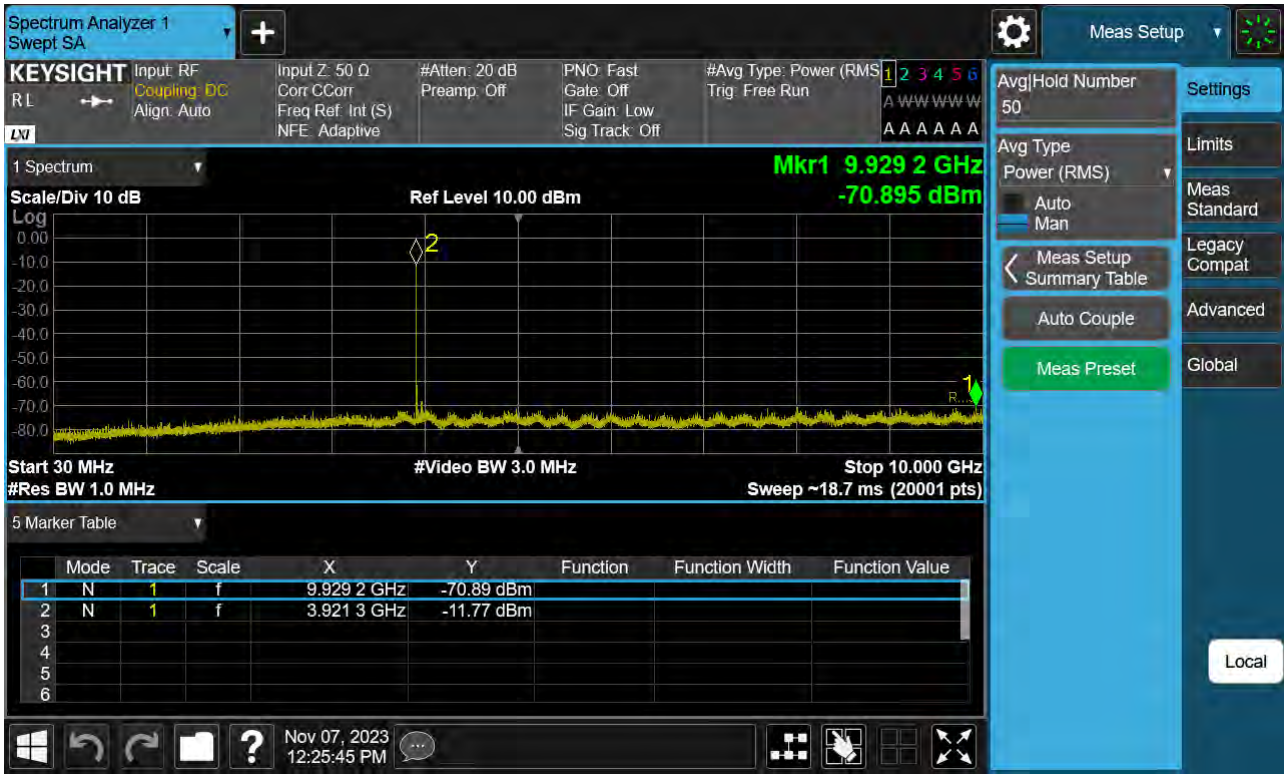 Spectrum Analyzer 1
Swept SA
+
Meas Setup
KEYSIGHT
RL
LXI
Input: RF
Coupling: DC
Align: Auto
Input Z: 50 Ω
Corr CCorr
Freq Ref: Int (S)
NFE: Adaptive
#Atten: 20 dB
Preamp: Off
PNO: Fast
Gate: Off
IF Gain: Low
Sig Track: Off
#Avg Type: Power (RMS
Trig: Free Run
1 2 3 4 5 6
A W W W W W
A A A A A A
1 Spectrum
Mkr1 9.929 2 GHz
Scale/Div 10 dB
Ref Level 10.00 dBm
-70.895 dBm
Log
0.00
-10.0
-20.0
-30.0
-40.0
-50.0
-60.0
-70.0
-80.0
2
1
Start 30 MHz
#Video BW 3.0 MHz
Stop 10.000 GHz
#Res BW 1.0 MHz
Sweep ~18.7 ms (20001 pts)
5 Marker Table
Mode Trace Scale X Y Function Function Width Function Value
1 N 1 f 9.929 2 GHz -70.89 dBm
2 N 1 f 3.921 3 GHz -11.77 dBm
3
4
5
6
Avg|Hold Number
50
Avg Type
Power (RMS)
Auto
Man
Meas Setup
Summary Table
Auto Couple
Meas Preset
Settings
Limits
Meas
Standard
Legacy
Compat
Advanced
Global
Local
?
Nov 07, 2023
12:25:45 PM